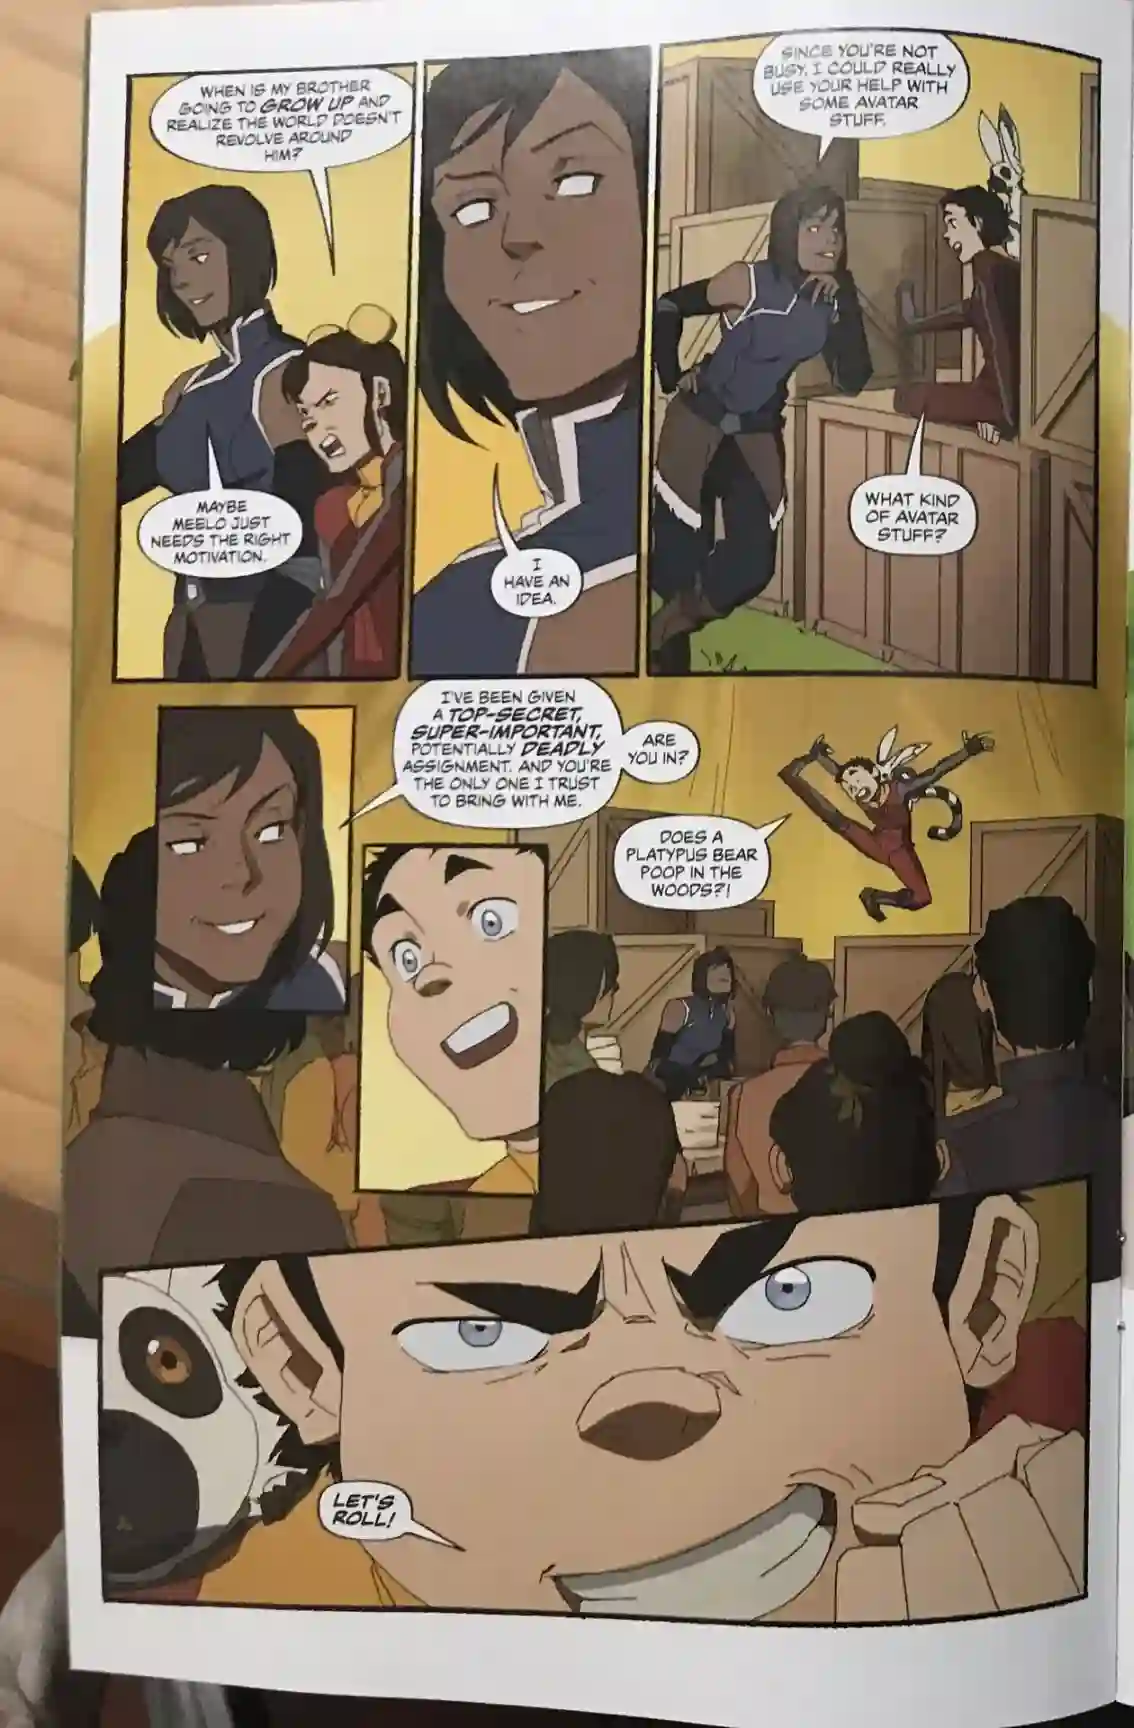 WHEN IS MY BROTHER
GOING TO GROW UP AND
REALIZE THE WORLD DOESN'T
REVOLVE AROUND
HIM?
MAYBE
MEELO JUST
NEEDS THE RIGHT
MOTIVATION.
I
HAVE AN
IDEA.
SINCE YOU'RE NOT
BUSY, I COULD REALLY
USE YOUR HELP WITH
SOME AVATAR
STUFF.
WHAT KIND
OF AVATAR
STUFF?
I'VE BEEN GIVEN
A TOP-SECRET,
SUPER-IMPORTANT,
POTENTIALLY DEADLY
ASSIGNMENT. AND YOU'RE
THE ONLY ONE I TRUST
TO BRING WITH ME.
ARE
YOU IN?
DOES A
PLATYPUS BEAR
POOP IN THE
WOODS?!
LET'S
ROLL!